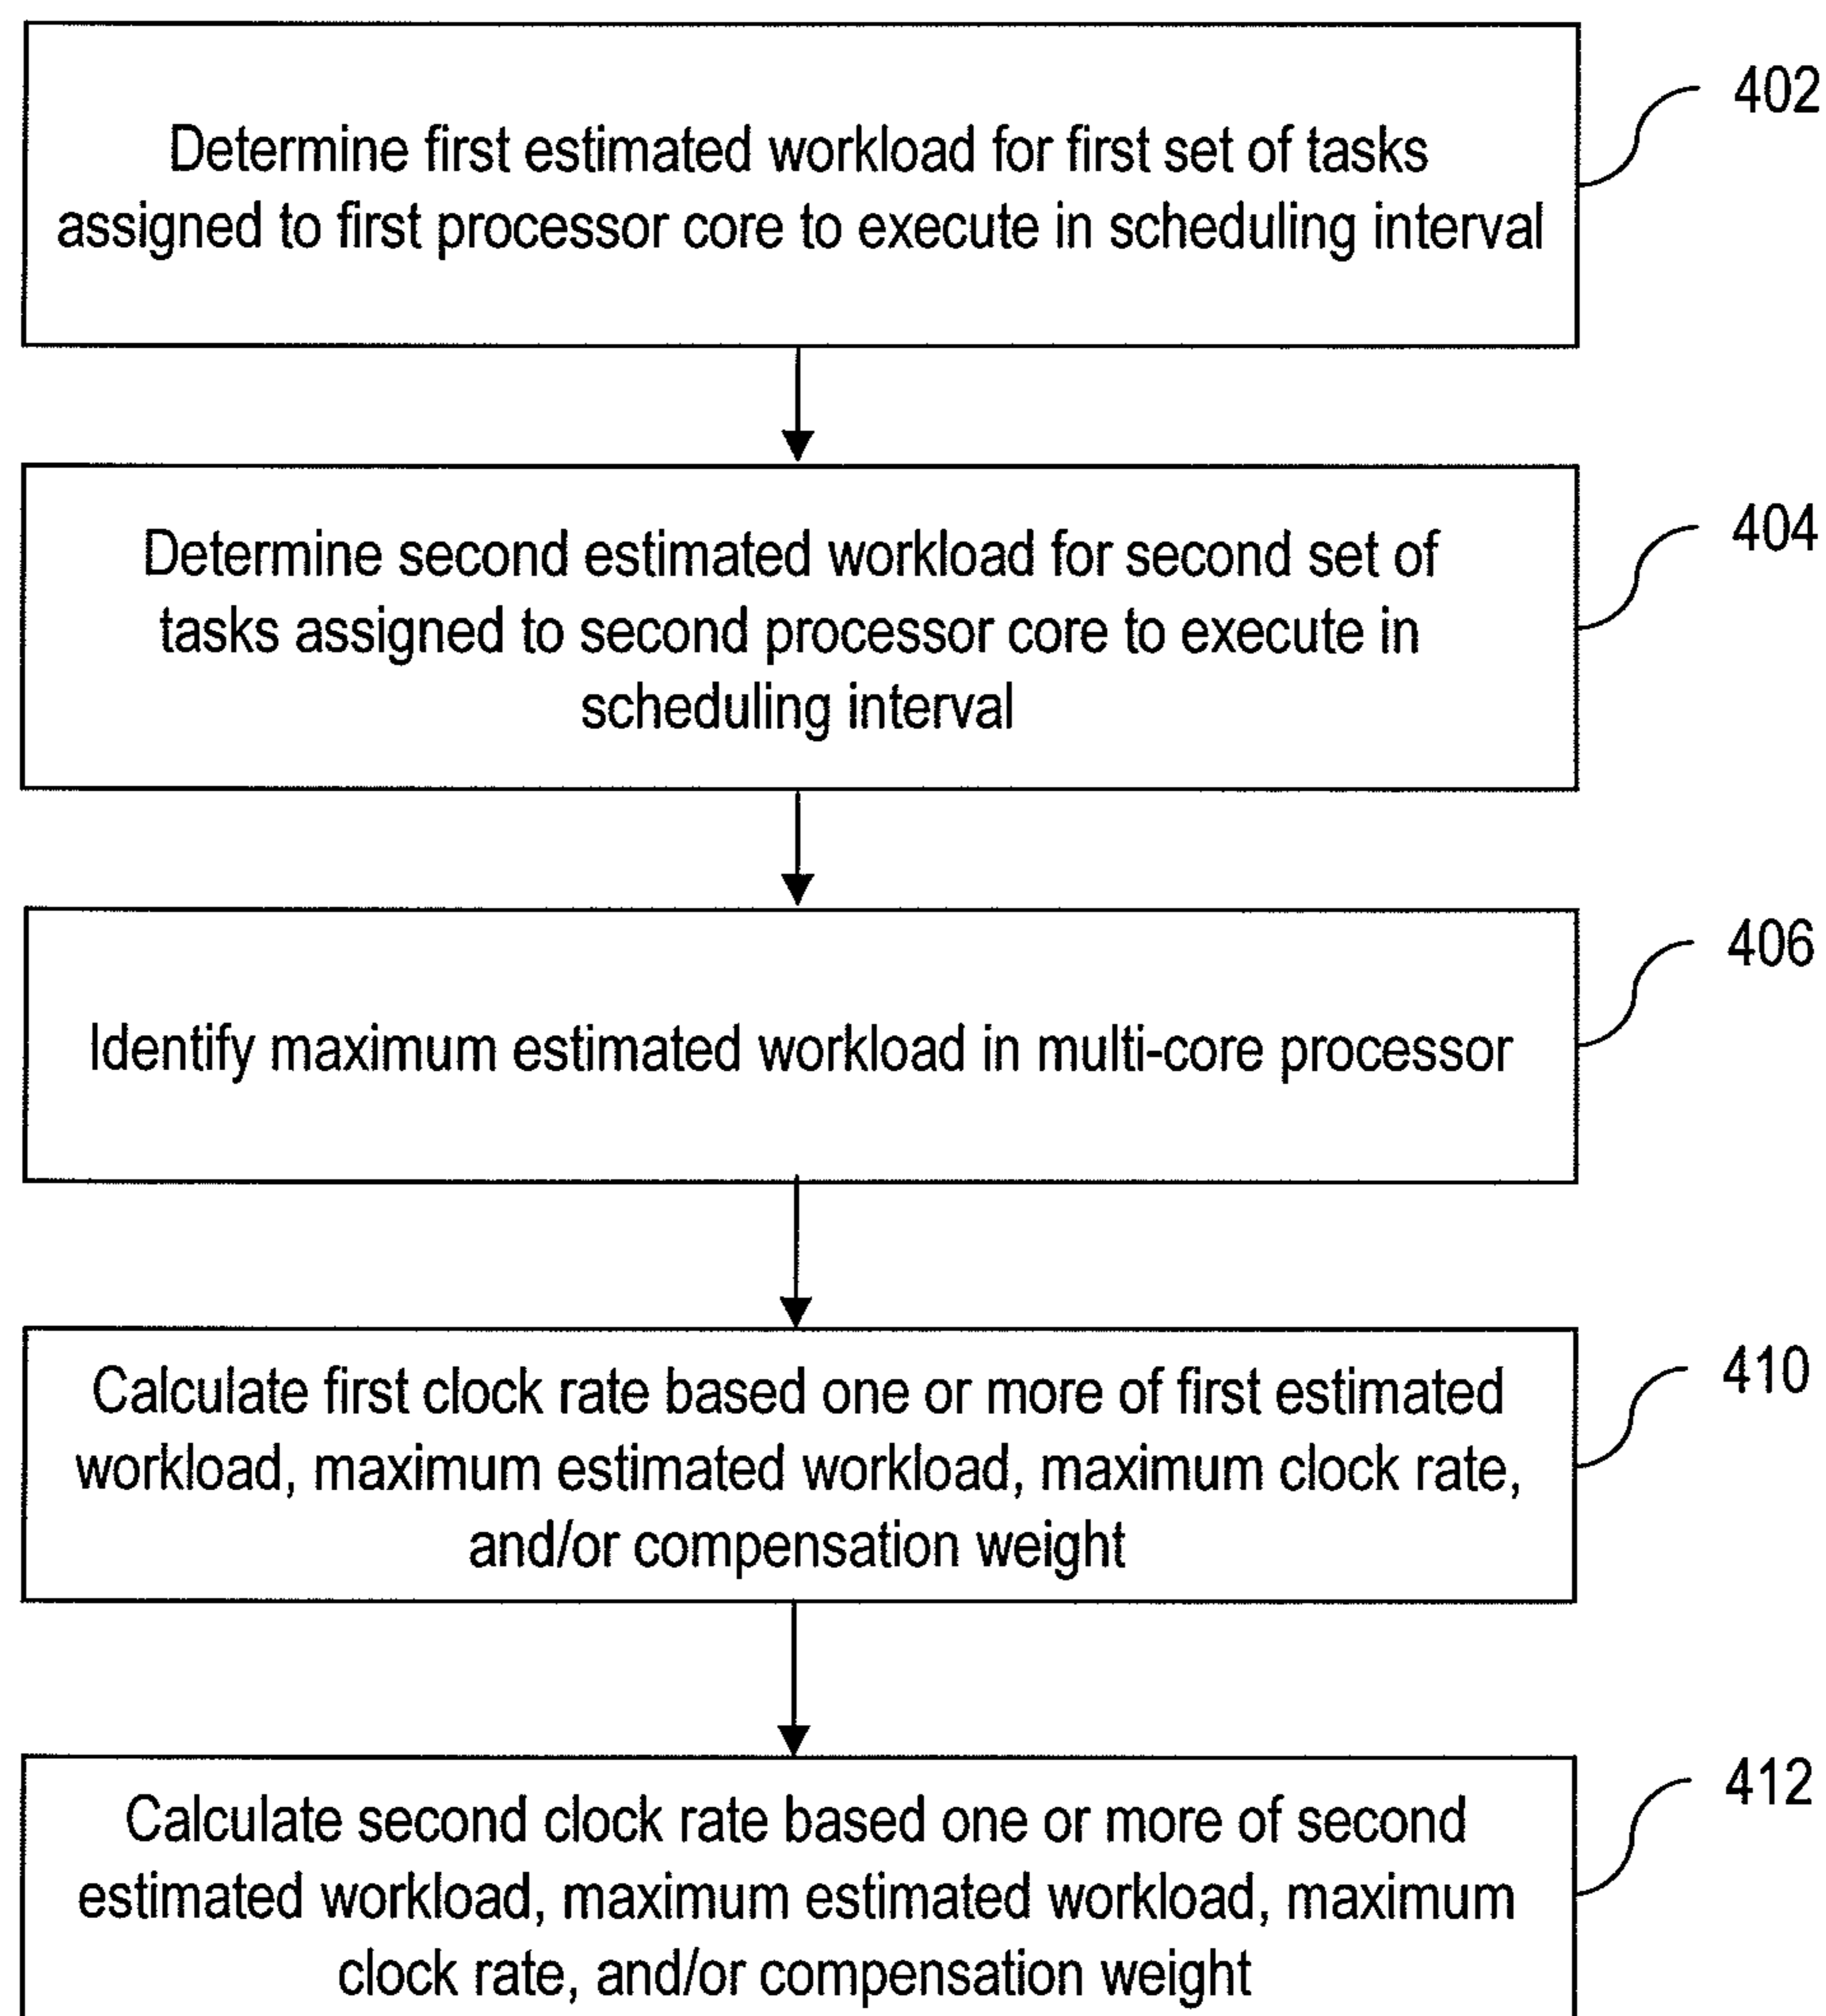 402
Determine first estimated workload for first set of tasks
assigned to first processor core to execute in scheduling interval
404
Determine second estimated workload for second set of
tasks assigned to second processor core to execute in
scheduling interval
406
Identify maximum estimated workload in multi-core processor
410
Calculate first clock rate based one or more of first estimated
workload, maximum estimated workload, maximum clock rate,
and/or compensation weight
412
Calculate second clock rate based one or more of second
estimated workload, maximum estimated workload, maximum
clock rate, and/or compensation weight